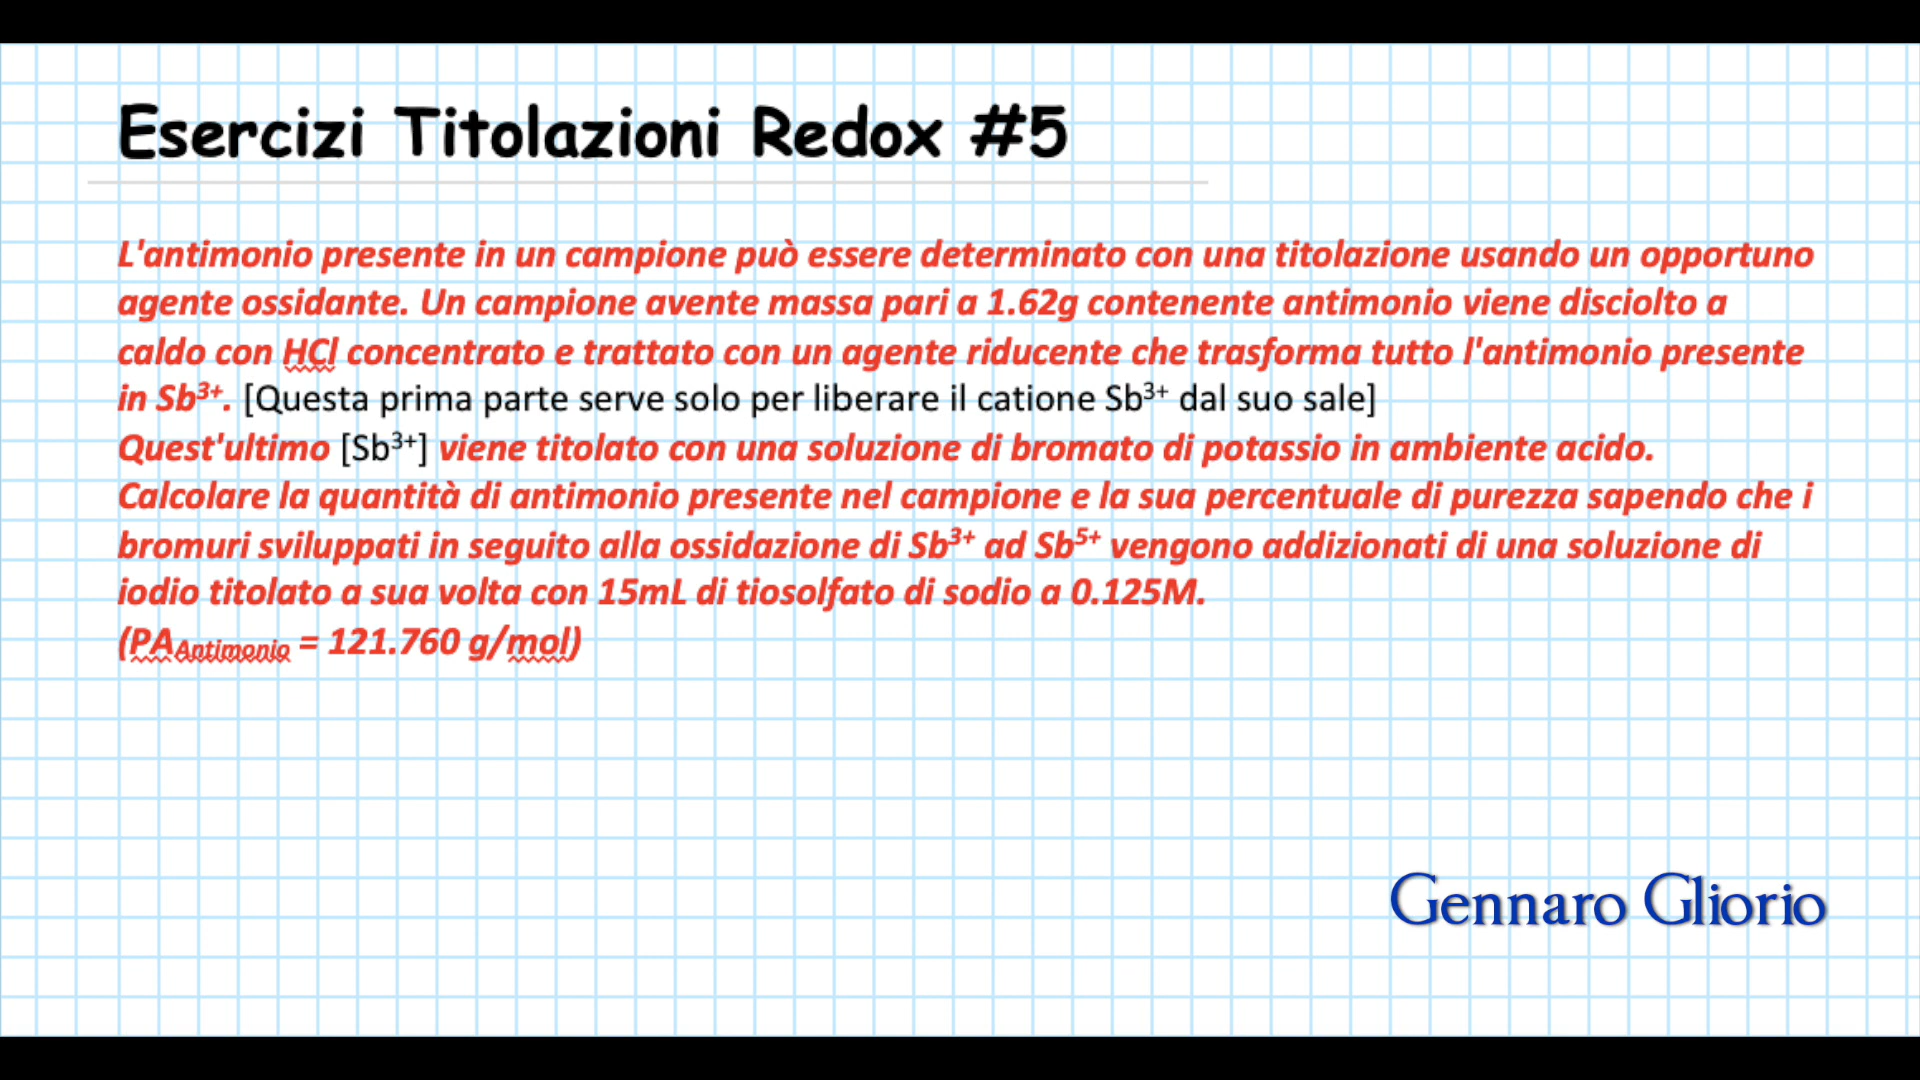 Esercizi Titolazioni Redox #5
L'antimonio presente in un campione può essere determinato con una titolazione usando un opportuno
agente ossidante. Un campione avente massa pari a 1.62g contenente antimonio viene disciolto a
caldo con HCl concentrato e trattato con un agente riducente che trasforma tutto l'antimonio presente
in Sb³⁺. [Questa prima parte serve solo per liberare il catione Sb³⁺ dal suo sale]
Quest'ultimo [Sb³⁺] viene titolato con una soluzione di bromato di potassio in ambiente acido.
Calcolare la quantità di antimonio presente nel campione e la sua percentuale di purezza sapendo che i
bromuri sviluppati in seguito alla ossidazione di Sb³⁺ ad Sb⁵⁺ vengono addizionati di una soluzione di
iodio titolato a sua volta con 15mL di tiosolfato di sodio a 0.125M.
(PAAntimonio = 121.760 g/mol)
Gennaro Gliorio